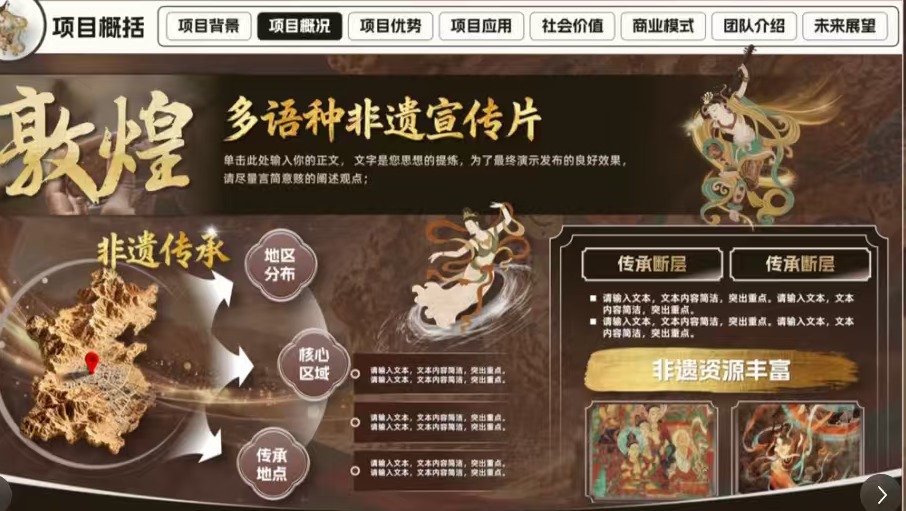 项目概括
项目背景
项目概况
项目优势
项目应用
社会价值
商业模式
团队介绍
未来展望
敦煌
多语种非遗宣传片
单击此处输入你的正文，文字是您思想的提炼，为了最终演示发布的良好效果，
请尽量言简意赅的阐述观点；
非遗传承
地区
分布
核心
区域
传承
地点
请输入文本，文本内容简洁，突出重点。
请输入文本，文本内容简洁，突出重点。
请输入文本，文本内容简洁，突出重点。
请输入文本，文本内容简洁，突出重点。
请输入文本，文本内容简洁，突出重点。
请输入文本，文本内容简洁，突出重点。
传承断层
传承断层
■ 请输入文本，文本内容简洁，突出重点。请输入文本，文本
内容简洁，突出重点。
■ 请输入文本，文本内容简洁，突出重点。请输入文本，文本
内容简洁，突出重点。
非遗资源丰富